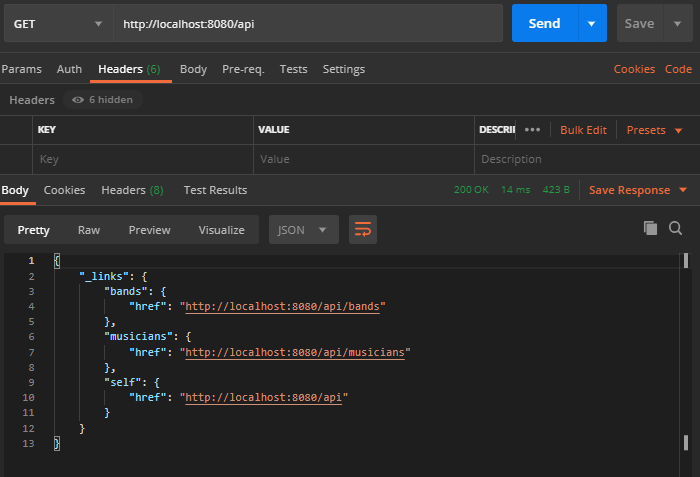 GET http://localhost:8080/api Send Save
Params Auth Headers (6) Body Pre-req. Tests Settings Cookies Code
Headers 6 hidden
KEY VALUE DESCRI ••• Bulk Edit Presets
Key Value Description
Body Cookies Headers (8) Test Results 200 OK 14 ms 423 B Save Response
Pretty Raw Preview Visualize JSON
1 {
2 "_links": {
3 "bands": {
4 "href": "http://localhost:8080/api/bands"
5 },
6 "musicians": {
7 "href": "http://localhost:8080/api/musicians"
8 },
9 "self": {
10 "href": "http://localhost:8080/api"
11 }
12 }
13 }